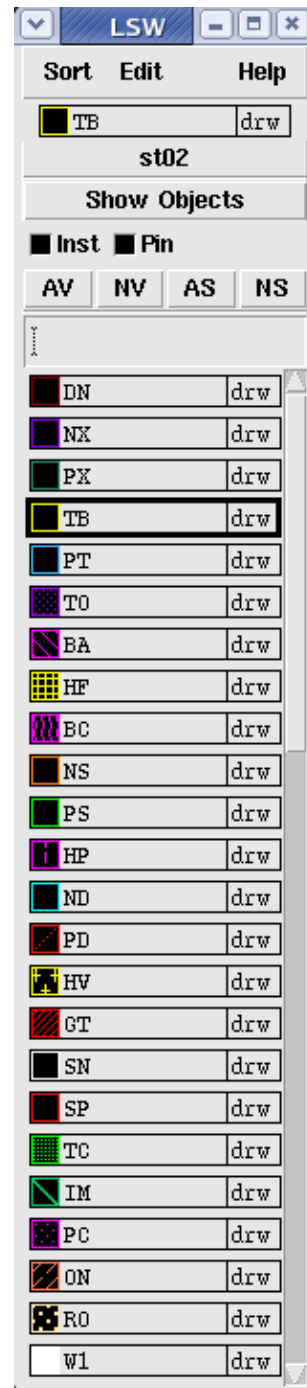 LSW
Sort Edit Help
TB drw
st02
Show Objects
Inst Pin
AV NV AS NS
DN drw
NX drw
PX drw
TB drw
PT drw
TO drw
BA drw
HF drw
BC drw
NS drw
PS drw
HP drw
ND drw
PD drw
HV drw
GT drw
SN drw
SP drw
TC drw
IM drw
PC drw
ON drw
RO drw
W1 drw